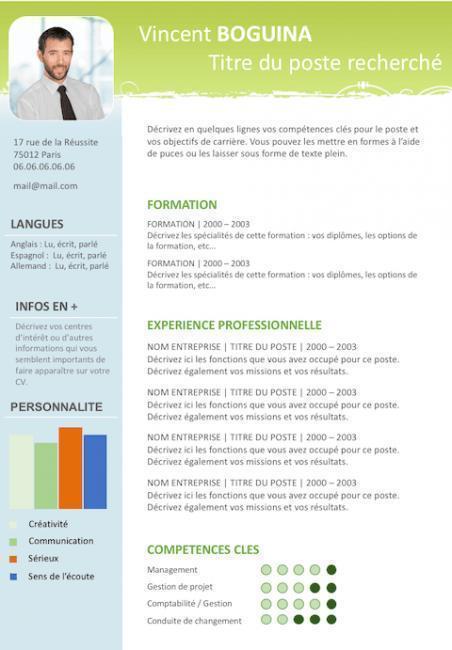 Vincent BOGUINA
Titre du poste recherché
17 rue de la Réussite
75012 Paris
06.06.06.06.06
mail@mail.com
LANGUES
Anglais : Lu, écrit, parlé
Espagnol : Lu, écrit, parlé
Allemand : Lu, écrit, parlé
INFOS EN +
Décrivez vos centres
d'intérêt ou d'autres
informations qui vous
semblent importants de
faire apparaître sur votre
CV.
PERSONNALITE
Créativité
Communication
Sérieux
Sens de l'écoute
Décrivez en quelques lignes vos compétences clés pour le poste et
vos objectifs de carrière. Vous pouvez les mettre en formes à l'aide
de puces ou les laisser sous forme de texte plein.
FORMATION
FORMATION | 2000 – 2003
Décrivez les spécialités de cette formation : vos diplômes, les options de
la formation, etc...
FORMATION | 2000 – 2003
Décrivez les spécialités de cette formation : vos diplômes, les options de
la formation, etc...
EXPERIENCE PROFESSIONNELLE
NOM ENTREPRISE | TITRE DU POSTE | 2000 – 2003
Décrivez ici les fonctions que vous avez occupé pour ce poste.
Décrivez également vos missions et vos résultats.
NOM ENTREPRISE | TITRE DU POSTE | 2000 – 2003
Décrivez ici les fonctions que vous avez occupé pour ce poste.
Décrivez également vos missions et vos résultats.
NOM ENTREPRISE | TITRE DU POSTE | 2000 – 2003
Décrivez ici les fonctions que vous avez occupé pour ce poste.
Décrivez également vos missions et vos résultats.
NOM ENTREPRISE | TITRE DU POSTE | 2000 – 2003
Décrivez ici les fonctions que vous avez occupé pour ce poste.
Décrivez également vos missions et vos résultats.
COMPETENCES CLES
Management
Gestion de projet
Comptabilité / Gestion
Conduite de changement